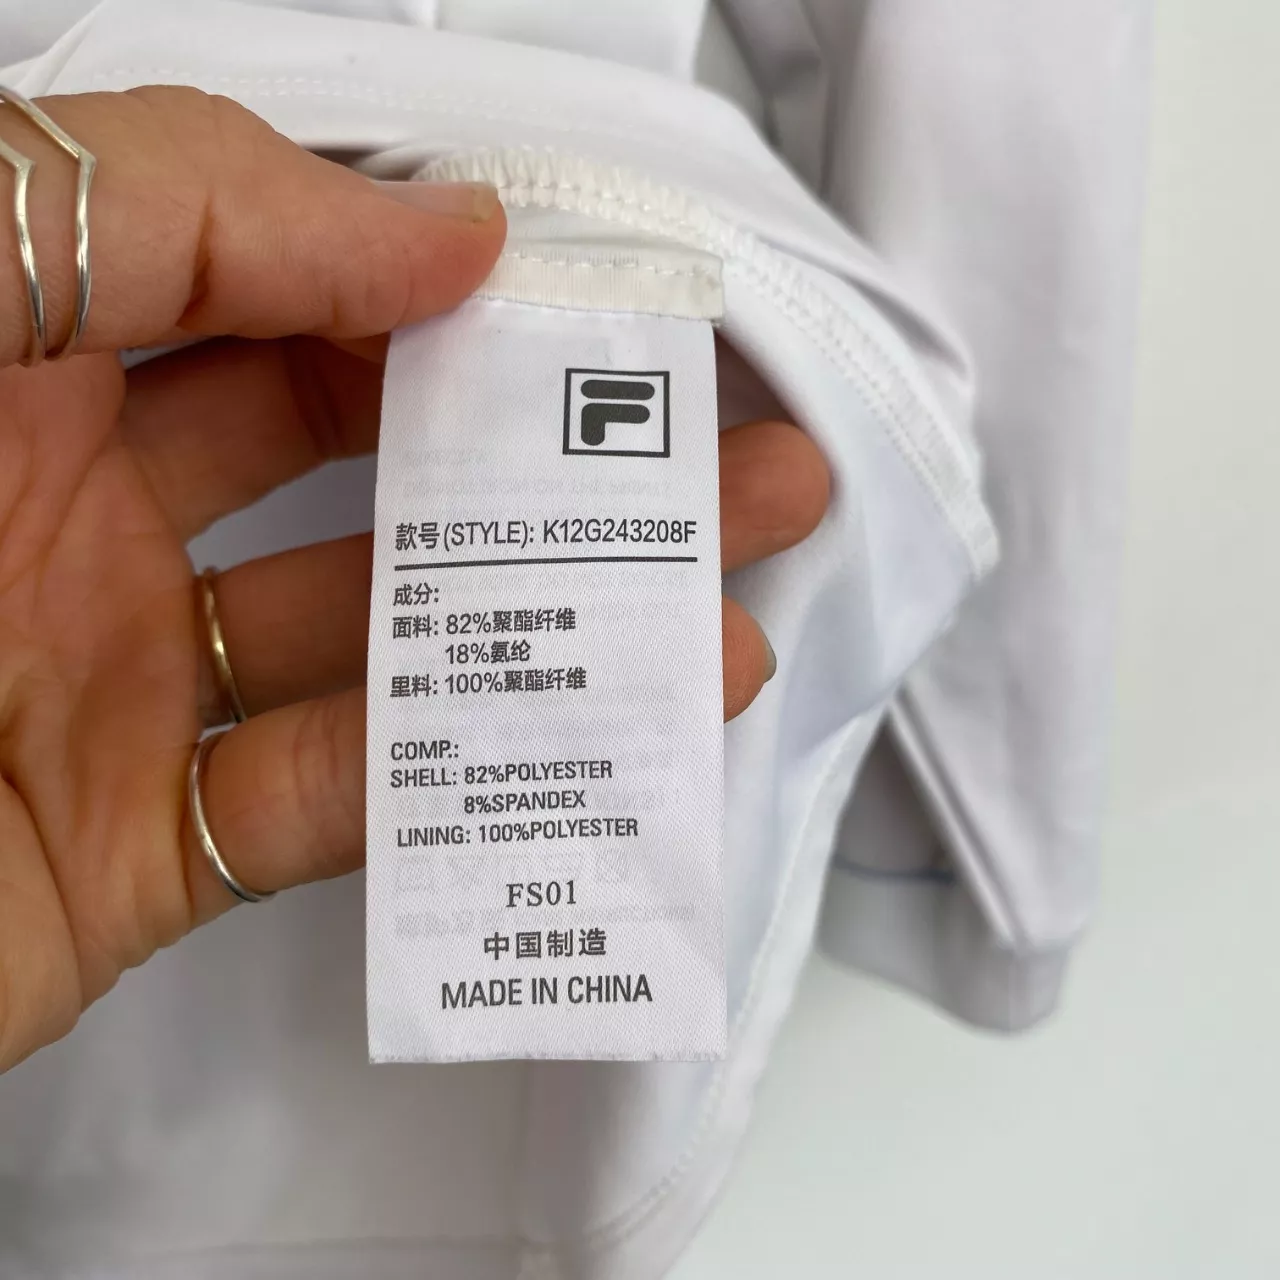 F
款号(STYLE): K12G243208F
成分:
面料: 82%聚酯纤维
18%氨纶
里料: 100%聚酯纤维
COMP.:
SHELL: 82%POLYESTER
8%SPANDEX
LINING: 100%POLYESTER
FS01
中国制造
MADE IN CHINA